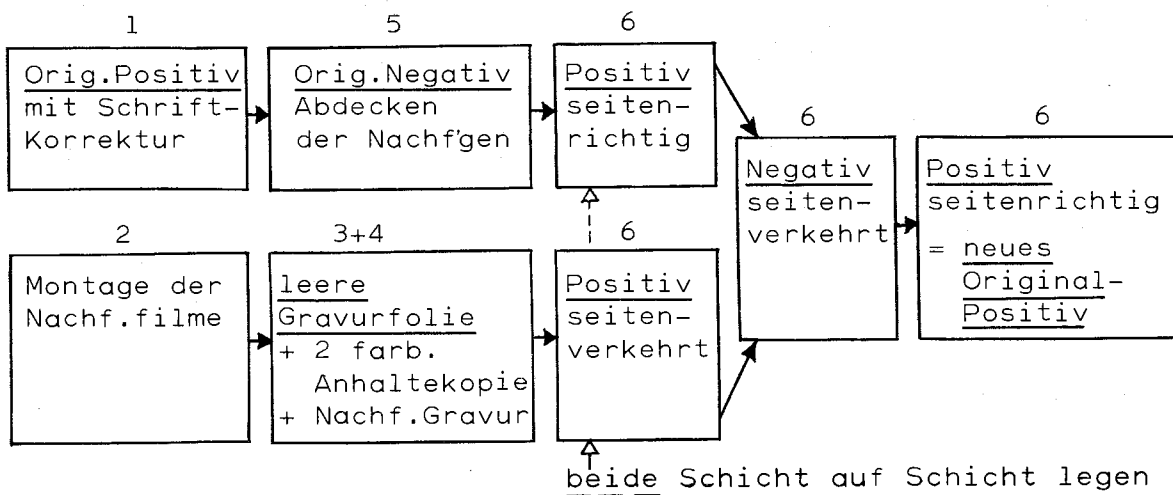 1
Orig.Positiv
mit Schrift-
Korrektur
5
Orig.Negativ
Abdecken
der Nachf'gen
6
Positiv
seiten-
richtig
6
Negativ
seiten-
verkehrt
6
Positiv
seitenrichtig
= neues
Original-
Positiv
2
Montage der
Nachf.filme
3+4
leere
Gravurfolie
+ 2 farb.
Anhaltekopie
+ Nachf.Gravur
6
Positiv
seiten-
verkehrt
beide Schicht auf Schicht legen